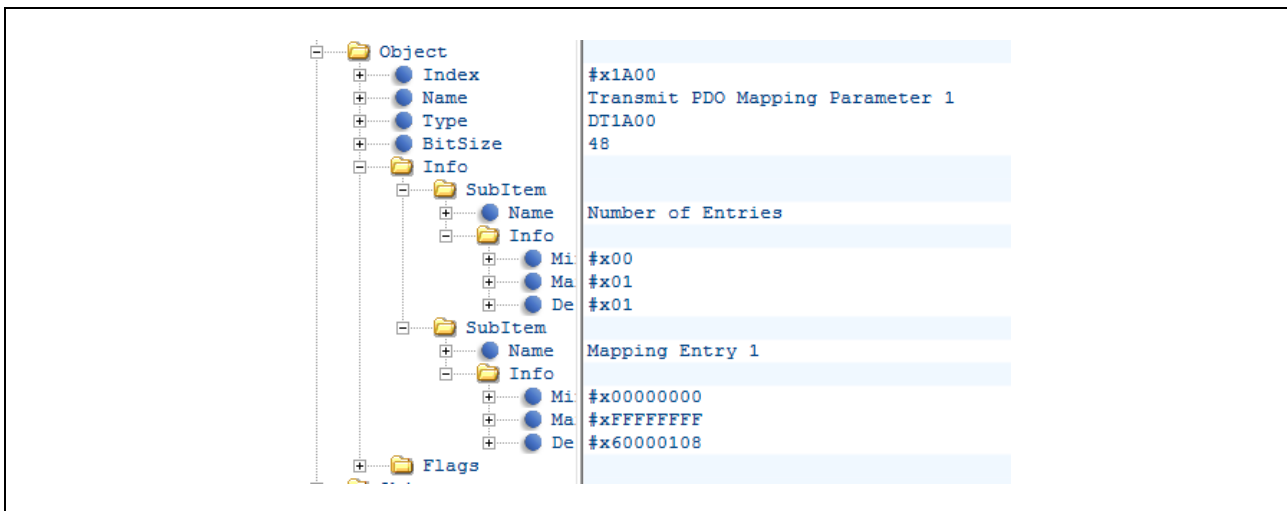 Object
Index #x1A00
Name Transmit PDO Mapping Parameter 1
Type DT1A00
BitSize 48
Info
SubItem
Name Number of Entries
Info
Mi #x00
Ma #x01
De #x01
SubItem
Name Mapping Entry 1
Info
Mi #x00000000
Ma #xFFFFFFFF
De #x60000108
Flags